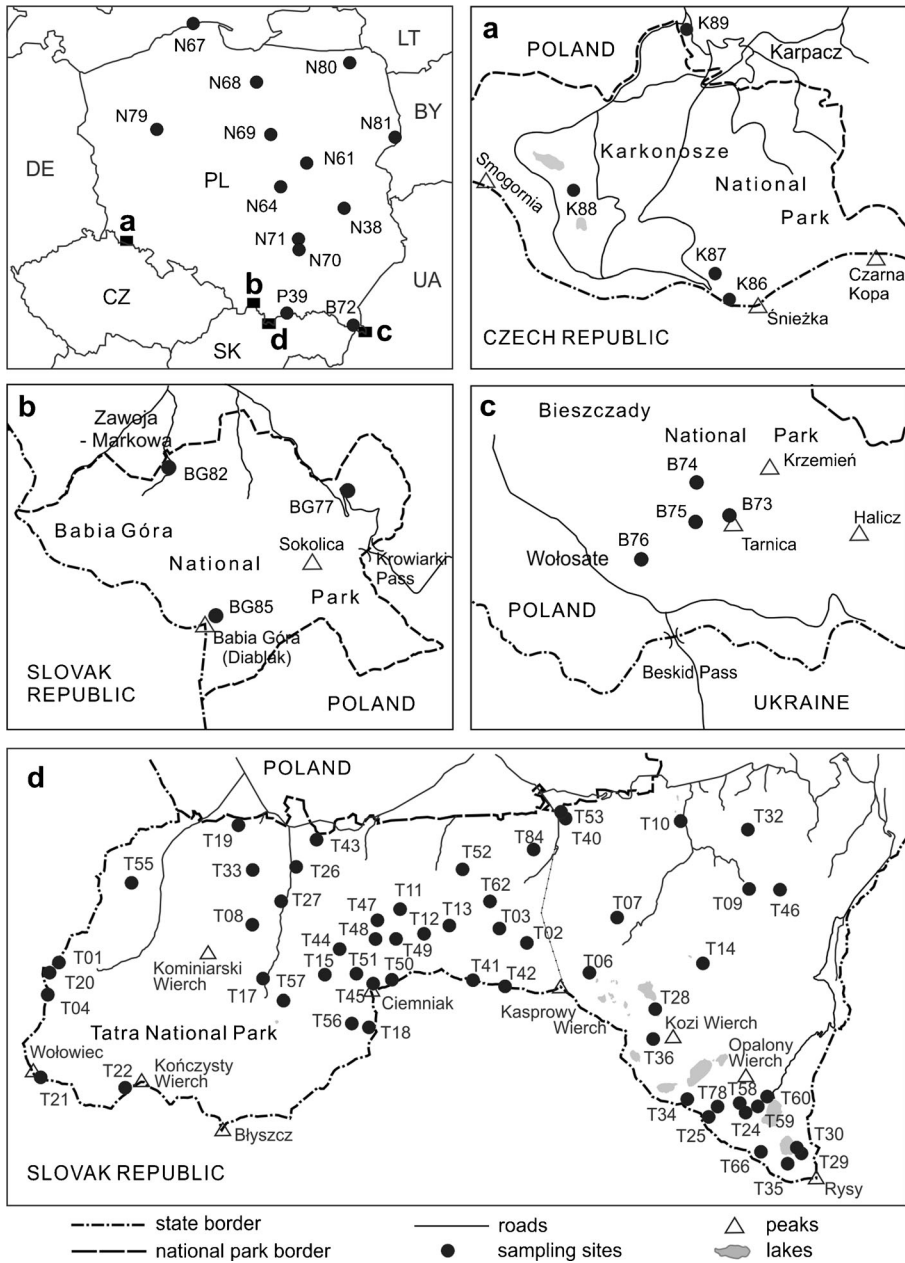 N67
LT
N80
N68
BY
N79
N81
N69
DE
N61
PL
N64
N38
a
N71
N70
UA
CZ
b
P39
B72
d
c
SK
a
K89
POLAND
Karpacz
Karkonosze
Smogornia
National
K88
Park
K87
K86
Czarna
Kopa
Śnieżka
CZECH REPUBLIC
b
Zawoja
- Markowa
BG82
BG77
Babia Góra
Sokolica
National
Krowiarki
Pass
Park
BG85
Babia Góra
(Diablak)
SLOVAK
REPUBLIC
POLAND
c
Bieszczady
National Park
B74
Krzemień
B75
B73
Halicz
B76
Tarnica
Wołosate
POLAND
Beskid Pass
UKRAINE
d
POLAND
T53
T19
T43
T40
T10
T32
T84
T55
T33
T26
T52
T27
T47
T11
T62
T07
T09
T46
T08
T48
T12
T13
T03
T44
T49
T02
T14
T01
Kominiarski
Wierch
T15
T51
T50
T06
T20
T17
T57
T45
T41
T42
T04
Ciemniak
Kasprowy
Wierch
T28
Tatra National Park
T56
T18
Kozi Wierch
T36
Opalony
Wierch
Wołowiec
T22
Kończysty
Wierch
T78
T58
T60
T21
T34
T59
T25
T24
Błyszcz
T30
T66
T29
SLOVAK REPUBLIC
T35
Rysy
state border
roads
peaks
national park border
sampling sites
lakes